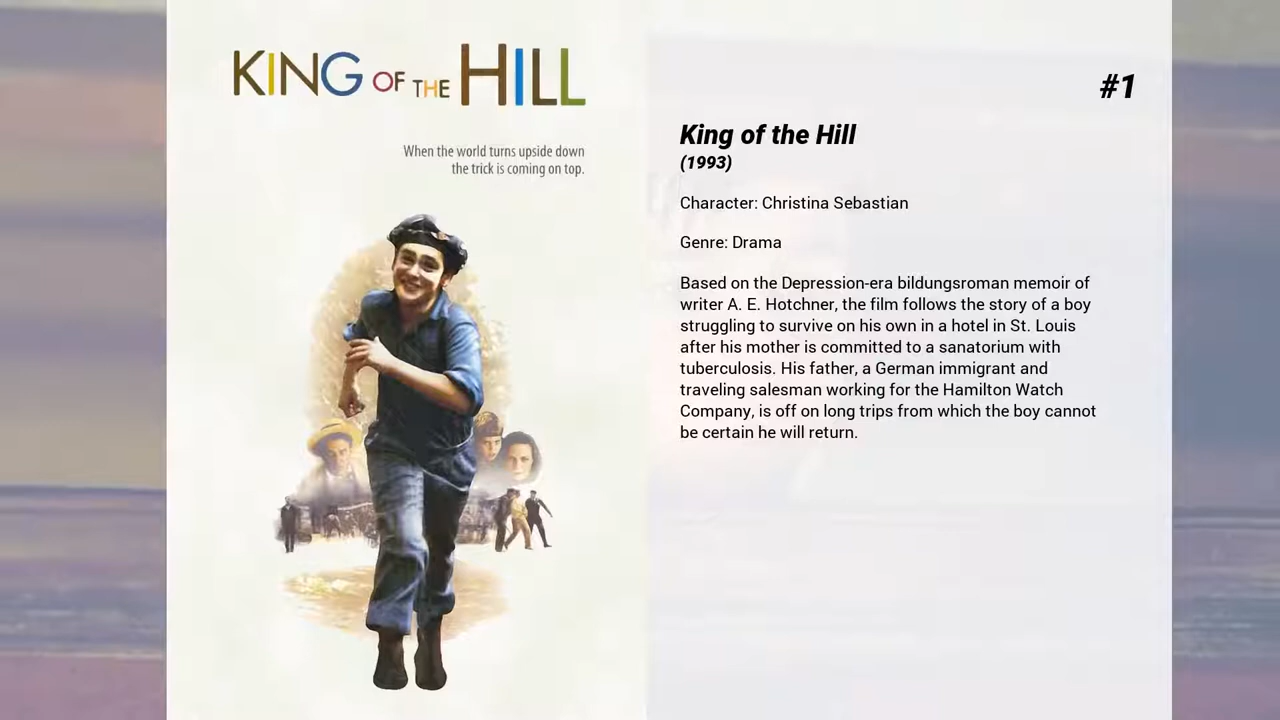 KING OF THE HILL
When the world turns upside down
the trick is coming on top.
#1
King of the Hill
(1993)
Character: Christina Sebastian
Genre: Drama
Based on the Depression-era bildungsroman memoir of
writer A. E. Hotchner, the film follows the story of a boy
struggling to survive on his own in a hotel in St. Louis
after his mother is committed to a sanatorium with
tuberculosis. His father, a German immigrant and
traveling salesman working for the Hamilton Watch
Company, is off on long trips from which the boy cannot
be certain he will return.